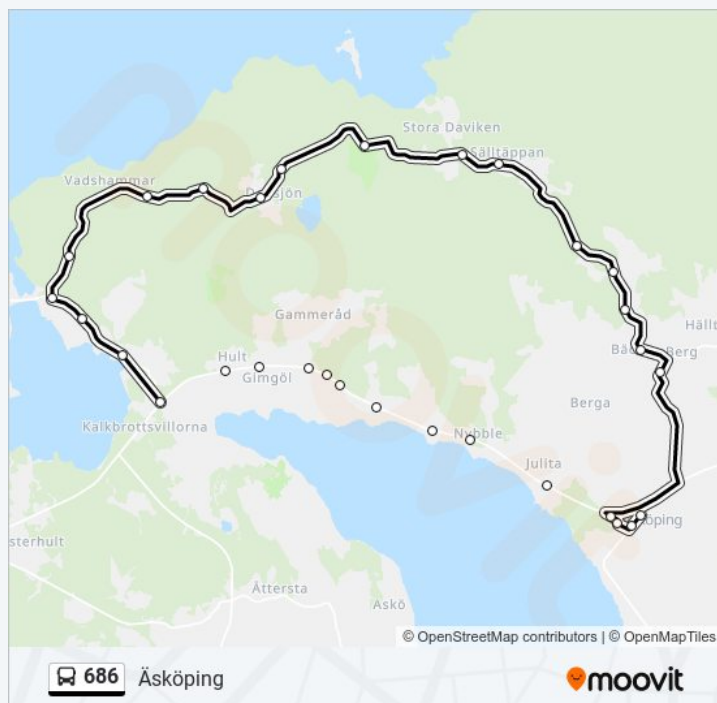 Stora Daviken
Sälltäppan
Vadshammar
Gammeråd
Hult
Gimgöl
Berg
Berga
Kalkbrottsvillorna
Nybble
Julita
köping
sterhult
Åttersta
Askö
© OpenStreetMap contributors | © OpenMapTiles
686 Äsköping
moovit